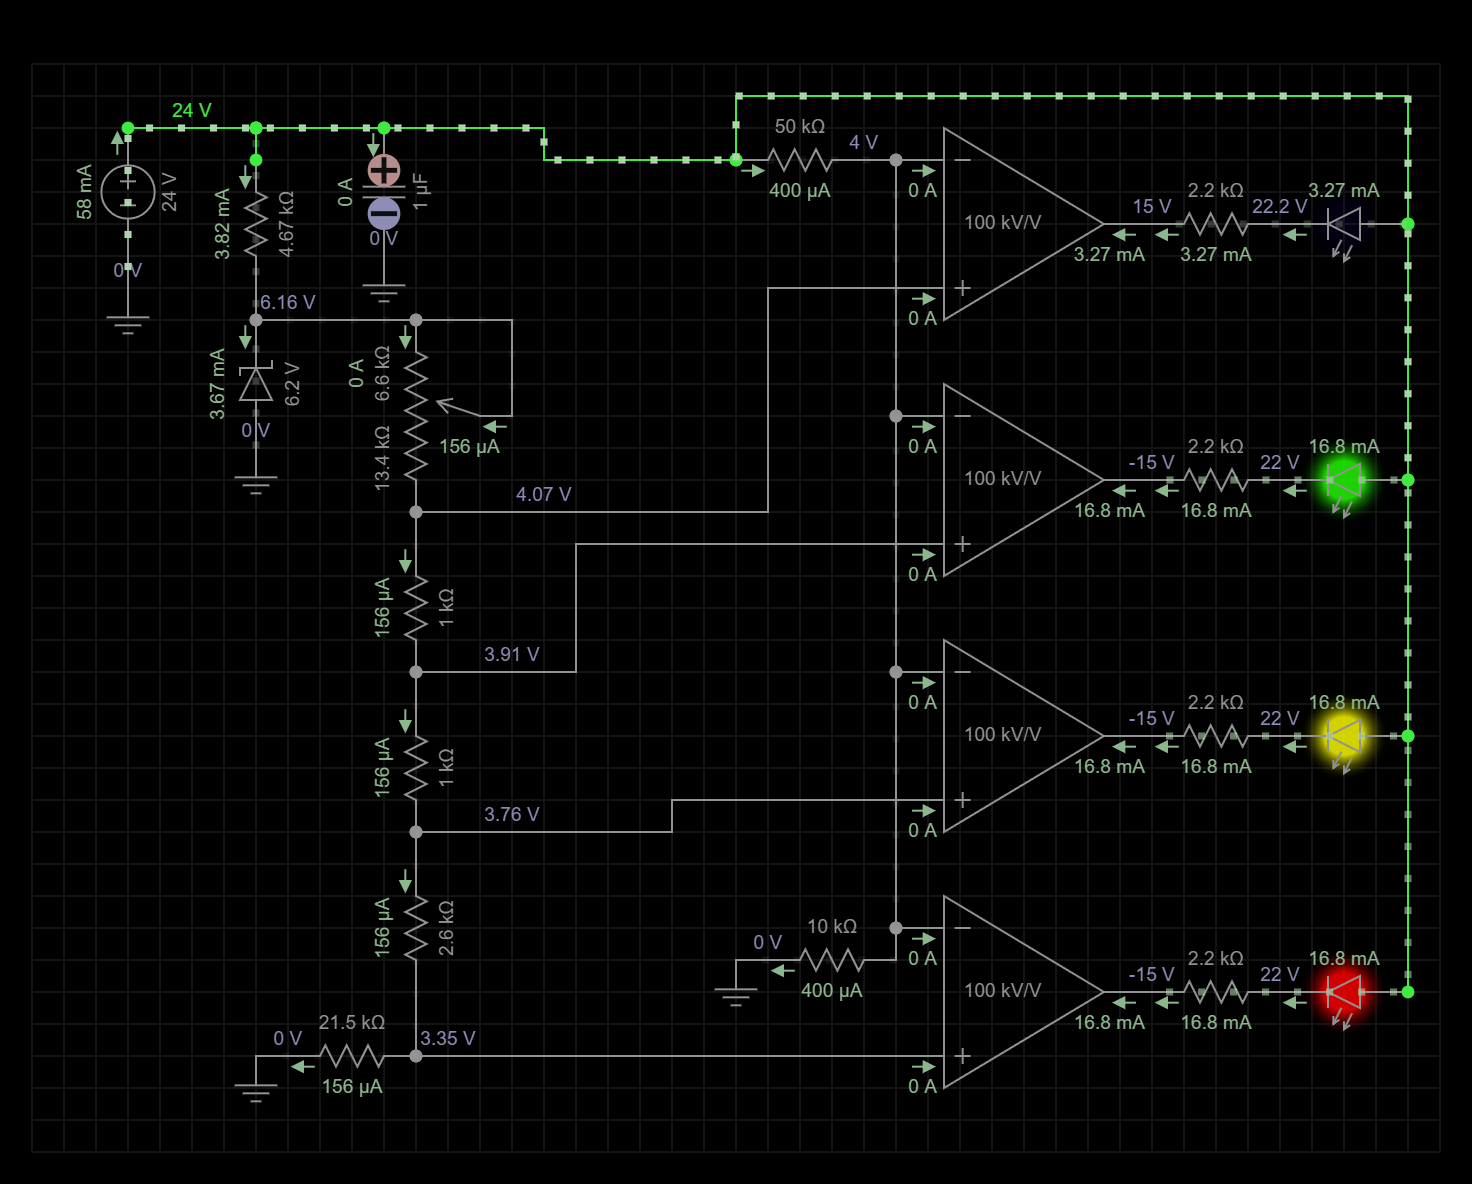 24 V
50 kΩ
4 V
58 mA
24 V
3.82 mA
4.67 kΩ
0 A
1 µF
0 V
0 V
400 µA
0 A
100 kV/V
15 V
2.2 kΩ
22.2 V
3.27 mA
3.27 mA
3.27 mA
0 A
6.16 V
3.67 mA
6.2 V
0 V
0 A
6.6 kΩ
13.4 kΩ
156 µA
0 A
100 kV/V
-15 V
2.2 kΩ
22 V
16.8 mA
16.8 mA
16.8 mA
4.07 V
0 A
156 µA
1 kΩ
3.91 V
0 A
100 kV/V
-15 V
2.2 kΩ
22 V
16.8 mA
16.8 mA
16.8 mA
156 µA
1 kΩ
3.76 V
0 A
156 µA
2.6 kΩ
0 V
10 kΩ
400 µA
0 A
100 kV/V
-15 V
2.2 kΩ
22 V
16.8 mA
16.8 mA
16.8 mA
0 V
21.5 kΩ
3.35 V
156 µA
0 A